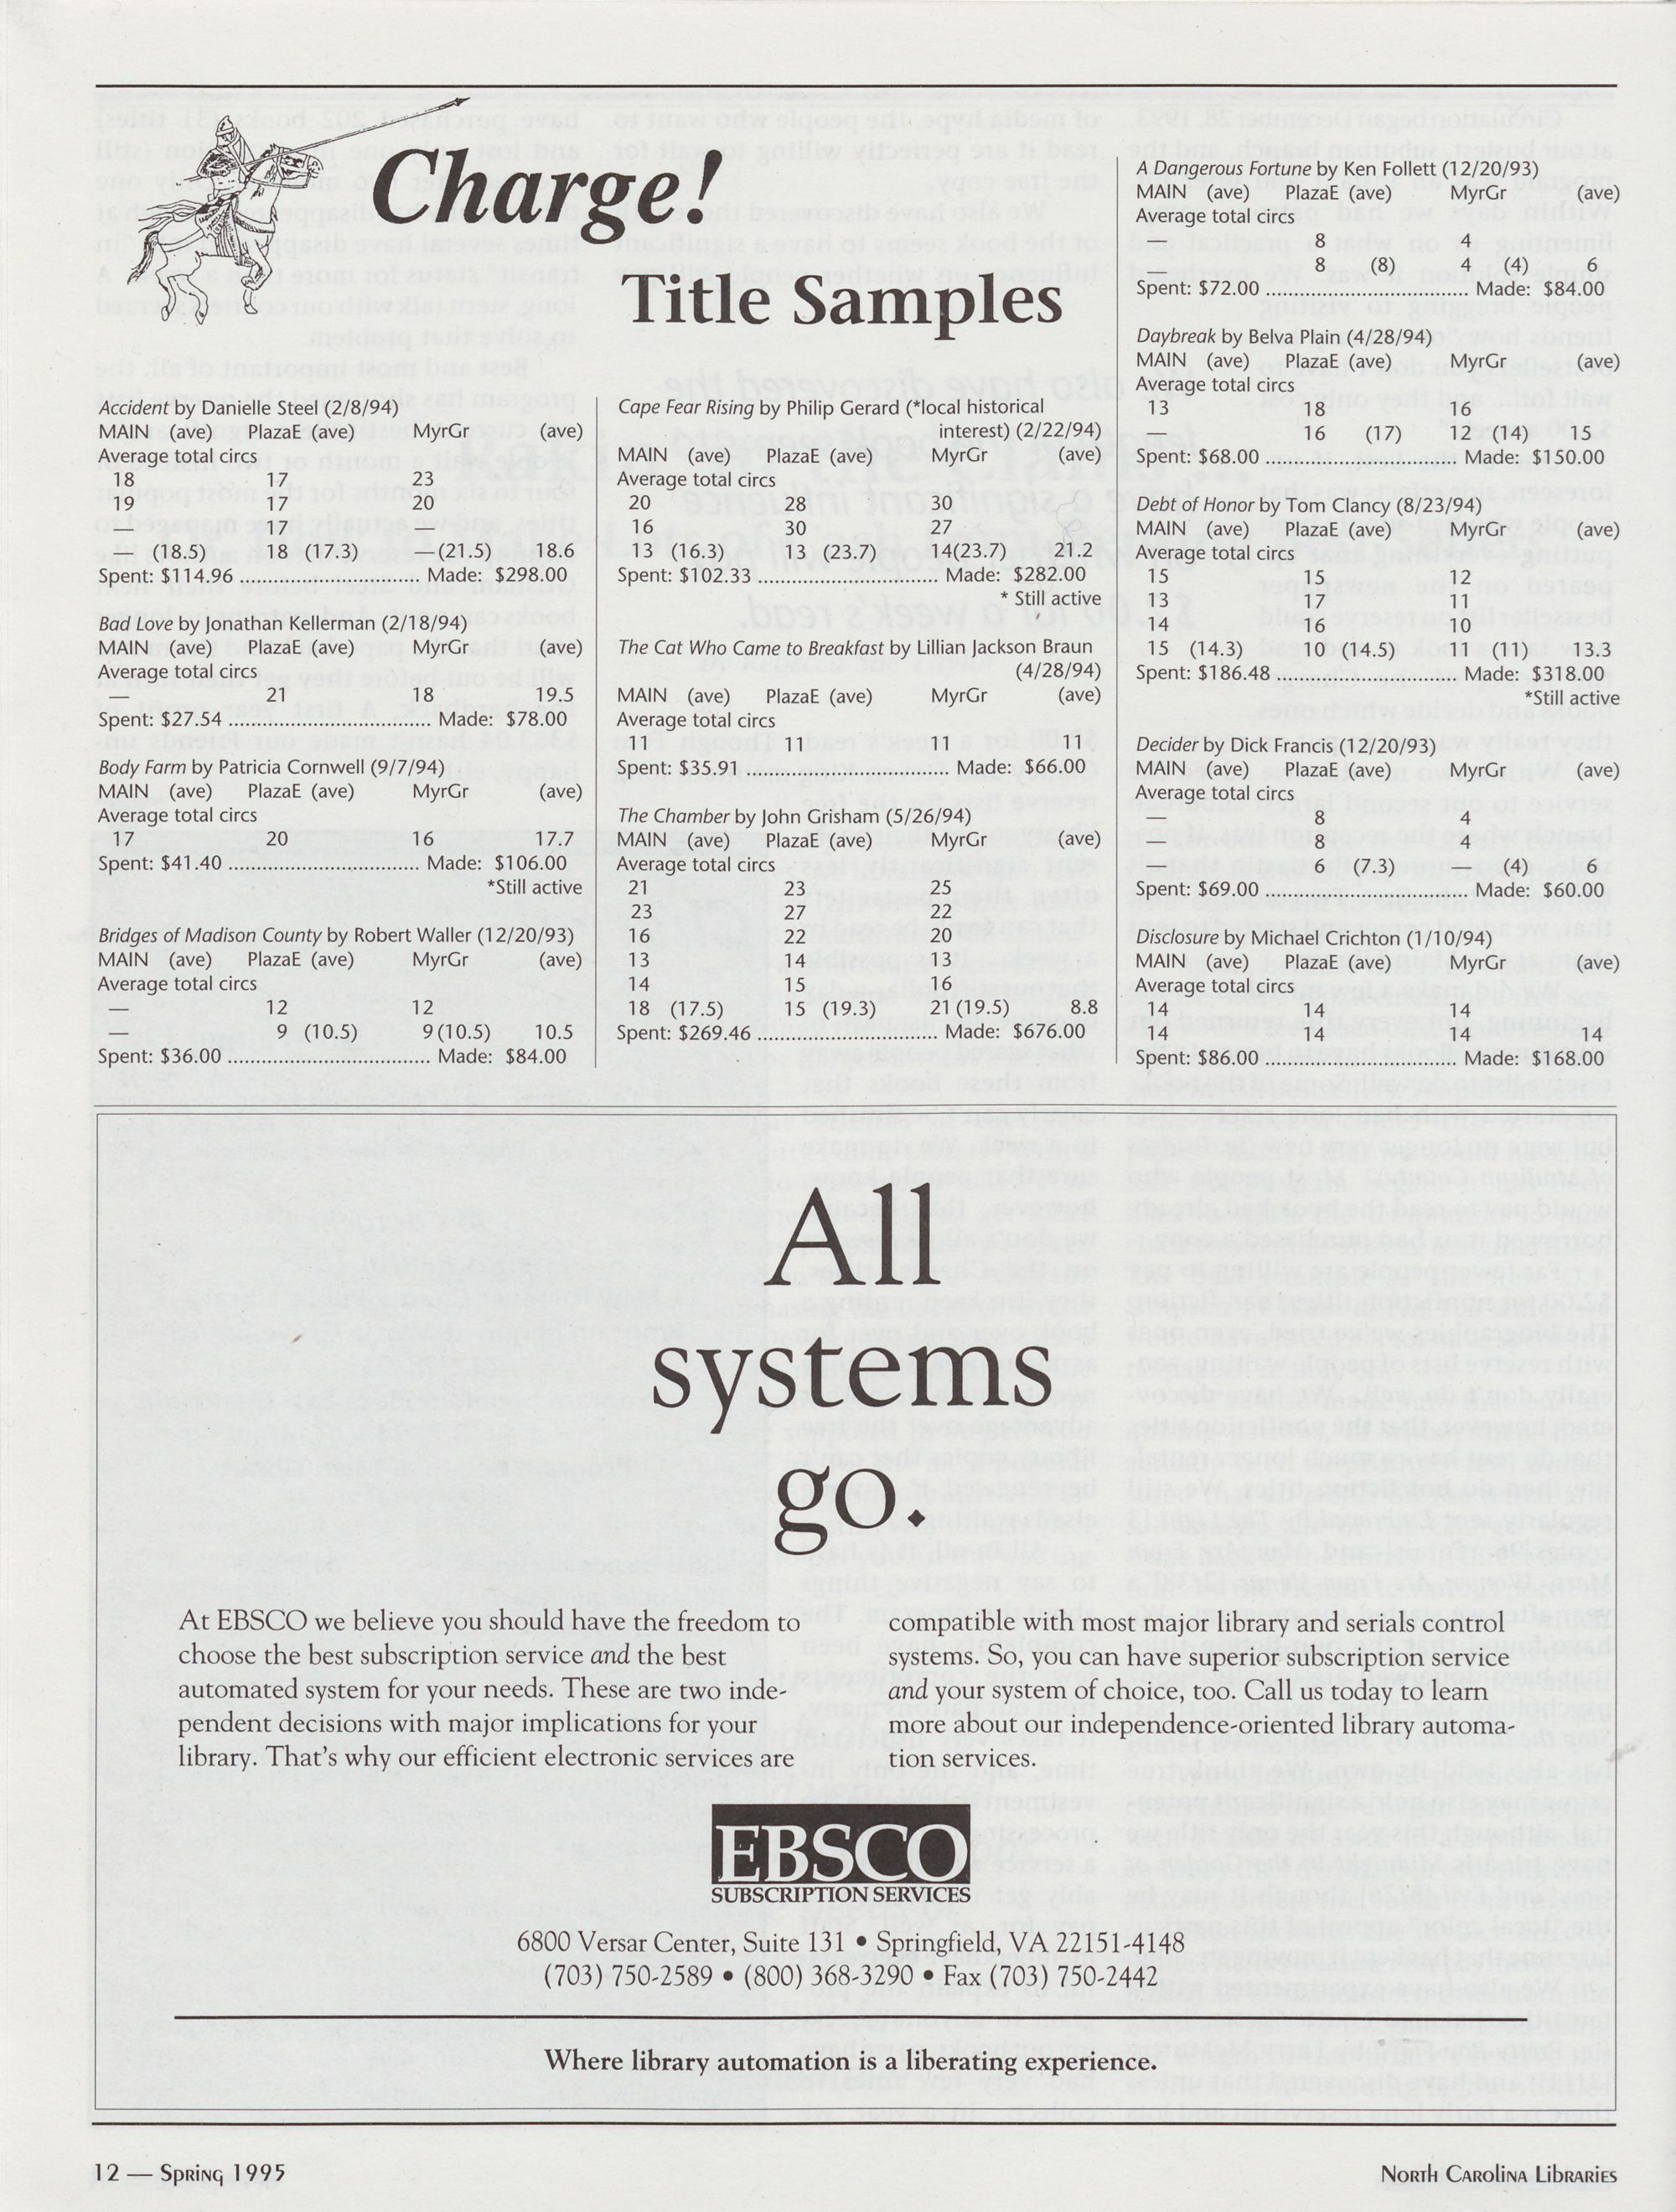 Charge!
Title Samples
Accident by Danielle Steel (2/8/94)
MAIN (ave) PlazaE (ave) MyrGr (ave)
Average total circs
18 17 23
19 17 20
— 17 —
— (18.5) 18 (17.3) —(21.5) 18.6
Spent: $114.96 .............................. Made: $298.00
Bad Love by Jonathan Kellerman (2/18/94)
MAIN (ave) PlazaE (ave) MyrGr (ave)
Average total circs
— 21 18 19.5
Spent: $27.54 .................................. Made: $78.00
Body Farm by Patricia Cornwell (9/7/94)
MAIN (ave) PlazaE (ave) MyrGr (ave)
Average total circs
17 20 16 17.7
Spent: $41.40 ................................ Made: $106.00
*Still active
Bridges of Madison County by Robert Waller (12/20/93)
MAIN (ave) PlazaE (ave) MyrGr (ave)
Average total circs
— 12 12
— 9 (10.5) 9(10.5) 10.5
Spent: $36.00 .................................. Made: $84.00
Cape Fear Rising by Philip Gerard (*local historical
interest) (2/22/94)
MAIN (ave) PlazaE (ave) MyrGr (ave)
Average total circs
20 28 30
16 30 27
13 (16.3) 13 (23.7) 14(23.7) 21.2
Spent: $102.33 .............................. Made: $282.00
* Still active
The Cat Who Came to Breakfast by Lillian Jackson Braun
(4/28/94)
MAIN (ave) PlazaE (ave) MyrGr (ave)
Average total circs
11 11 11 11
Spent: $35.91 .................................. Made: $66.00
The Chamber by John Grisham (5/26/94)
MAIN (ave) PlazaE (ave) MyrGr (ave)
Average total circs
21 23 25
23 27 22
16 22 20
13 14 13
14 15 16
18 (17.5) 15 (19.3) 21 (19.5) 8.8
Spent: $269.46 .............................. Made: $676.00
A Dangerous Fortune by Ken Follett (12/20/93)
MAIN (ave) PlazaE (ave) MyrGr (ave)
Average total circs
— 8 4
— 8 (8) 4 (4) 6
Spent: $72.00 .................................. Made: $84.00
Daybreak by Belva Plain (4/28/94)
MAIN (ave) PlazaE (ave) MyrGr (ave)
Average total circs
13 18 16
— 16 (17) 12 (14) 15
Spent: $68.00 ................................ Made: $150.00
Debt of Honor by Tom Clancy (8/23/94)
MAIN (ave) PlazaE (ave) MyrGr (ave)
Average total circs
15 15 12
13 17 11
14 16 10
15 (14.3) 10 (14.5) 11 (11) 13.3
Spent: $186.48 .............................. Made: $318.00
*Still active
Decider by Dick Francis (12/20/93)
MAIN (ave) PlazaE (ave) MyrGr (ave)
Average total circs
— 8 4
— 8 4
— 6 (7.3) — (4) 6
Spent: $69.00 .................................. Made: $60.00
Disclosure by Michael Crichton (1/10/94)
MAIN (ave) PlazaE (ave) MyrGr (ave)
Average total circs
14 14 14
14 14 14 14
Spent: $86.00 ................................ Made: $168.00
All
systems
go.
At EBSCO we believe you should have the freedom to
choose the best subscription service and the best
automated system for your needs. These are two inde-
pendent decisions with major implications for your
library. That's why our efficient electronic services are
compatible with most major library and serials control
systems. So, you can have superior subscription service
and your system of choice, too. Call us today to learn
more about our independence-oriented library automa-
tion services.
EBSCO
SUBSCRIPTION SERVICES
6800 Versar Center, Suite 131 • Springfield, VA 22151-4148
(703) 750-2589 • (800) 368-3290 • Fax (703) 750-2442
Where library automation is a liberating experience.
12 — Spring 1995
North Carolina Libraries